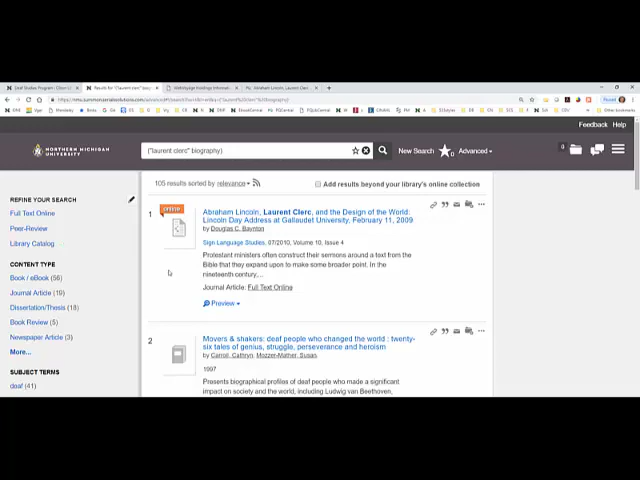 Results for "("laurent clerc" biogr
Feedback Help
NORTHERN MICHIGAN
UNIVERSITY
("laurent clerc" biography)
New Search
0
Advanced
0
105 results sorted by relevance
Add results beyond your library's online collection
REFINE YOUR SEARCH
Full Text Online
Peer-Review
Library Catalog
CONTENT TYPE
Book / eBook (56)
Journal Article (19)
Dissertation/Thesis (18)
Book Review (5)
Newspaper Article (3)
More...
SUBJECT TERMS
deaf (41)
1
online
Abraham Lincoln, Laurent Clerc, and the Design of the World:
Lincoln Day Address at Gallaudet University. February 11, 2009
by Douglas C. Baynton
Sign Language Studies, 07/2010, Volume 10, Issue 4
Protestant ministers often construct their sermons around a text from the
Bible that they expand upon to make some broader point. In the
nineteenth century,...
Journal Article: Full Text Online
Preview
2
Movers & shakers: deaf people who changed the world : twenty-
six tales of genius, struggle, perseverance and heroism
by Carroll, Cathryn, Mozzer-Mather, Susan
1997
Presents biographical profiles of deaf people who made a significant
impact on society and the world, including Ludwig van Beethoven,